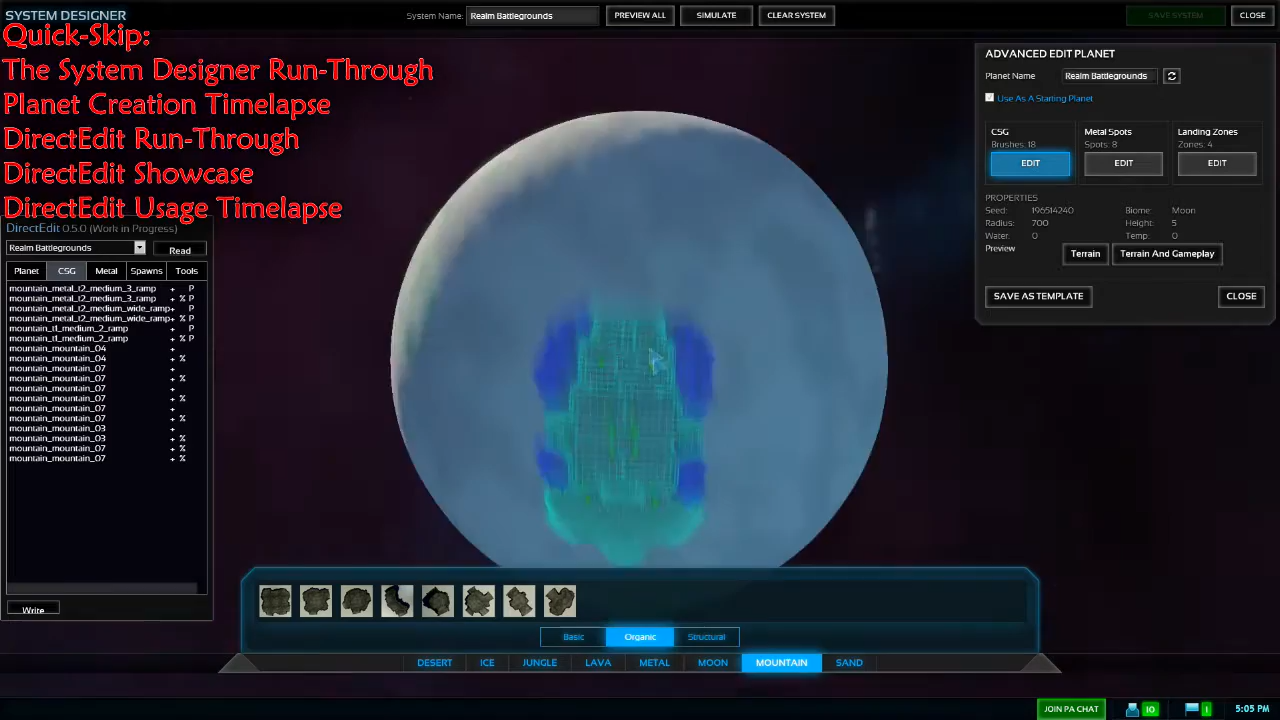 SYSTEM DESIGNER
System Name: Realm Battlegrounds PREVIEW ALL SIMULATE CLEAR SYSTEM SAVE SYSTEM CLOSE
Quick-Skip:
The System Designer Run-Through
Planet Creation Timelapse
DirectEdit Run-Through
DirectEdit Showcase
DirectEdit Usage Timelapse
DirectEdit 0.5.0 (Work in Progress)
Realm Battlegrounds Read
Planet CSG Metal Spawns Tools
mountain_metal_t2_medium_3_ramp + P
mountain_metal_t2_medium_3_ramp + % P
mountain_metal_t2_medium_wide_ramp + P
mountain_metal_t2_medium_wide_ramp + % P
mountain_t1_medium_2_ramp + P
mountain_t1_medium_2_ramp + % P
mountain_mountain_04 +
mountain_mountain_04 + %
mountain_mountain_07 +
mountain_mountain_07 + %
mountain_mountain_07 +
mountain_mountain_07 +
mountain_mountain_07 +
mountain_mountain_07 + %
mountain_mountain_03 +
mountain_mountain_03 + %
mountain_mountain_07 + %
mountain_mountain_07 + %
Write
ADVANCED EDIT PLANET
Planet Name Realm Battlegrounds
Use As A Starting Planet
CSG Metal Spots Landing Zones
Brushes: 18 Spots: 8 Zones: 4
EDIT EDIT EDIT
PROPERTIES
Seed: 196514240 Biome: Moon
Radius: 700 Height: 5
Water: 0 Temp: 0
Preview Terrain Terrain And Gameplay
SAVE AS TEMPLATE CLOSE
Basic Organic Structural
DESERT ICE JUNGLE LAVA METAL MOON MOUNTAIN SAND
JOIN PA CHAT 10 1 5:05 PM